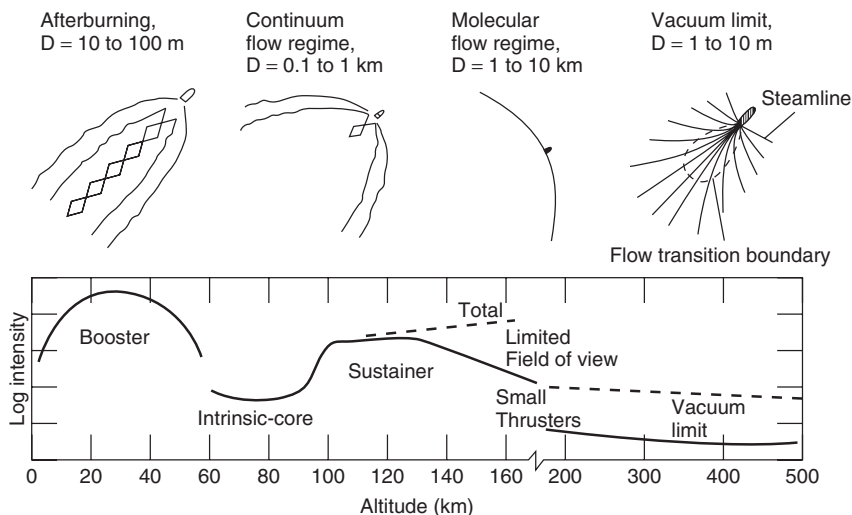 Afterburning,
D = 10 to 100 m
Continuum
flow regime,
D = 0.1 to 1 km
Molecular
flow regime,
D = 1 to 10 km
Vacuum limit,
D = 1 to 10 m
Steamline
Flow transition boundary
Log intensity
Booster
Intrinsic-core
Sustainer
Total
Limited
Field of view
Small
Thrusters
Vacuum
limit
0 20 40 60 80 100 120 140 160 200 300 400 500
Altitude (km)